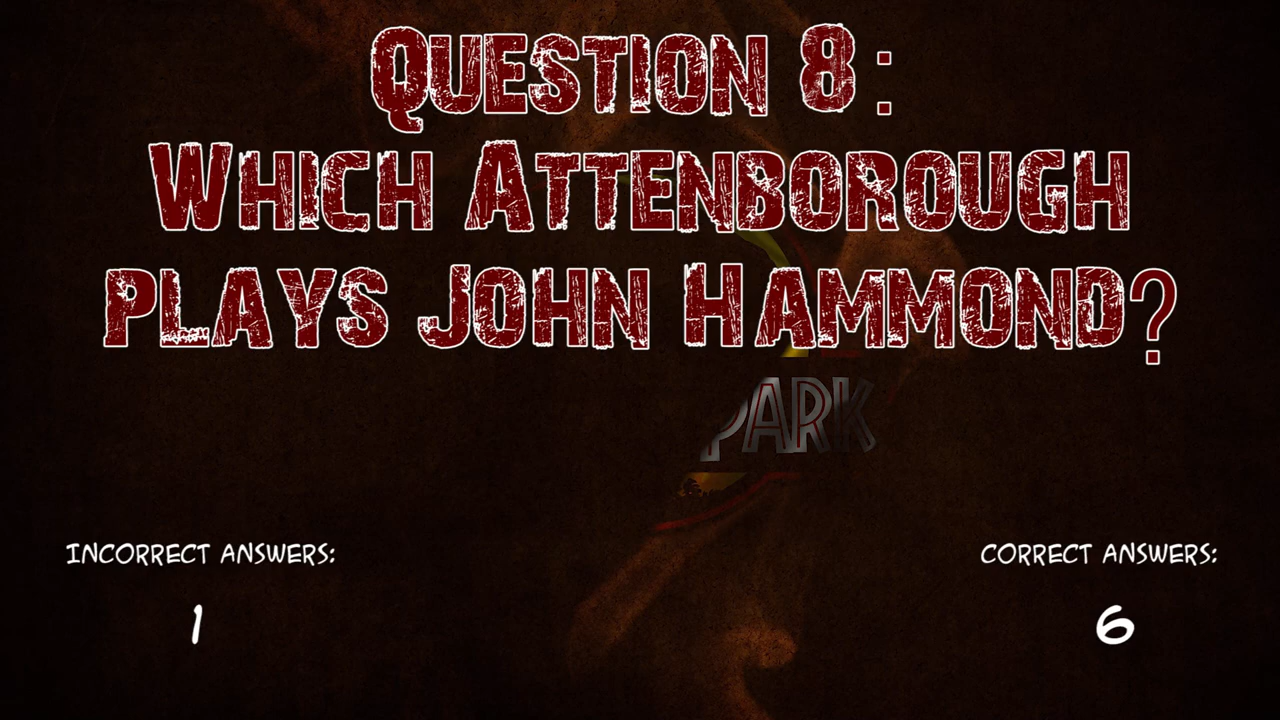 Question 8:
Which Attenborough
plays John Hammond?
PARK
INCORRECT ANSWERS:
1
CORRECT ANSWERS:
6